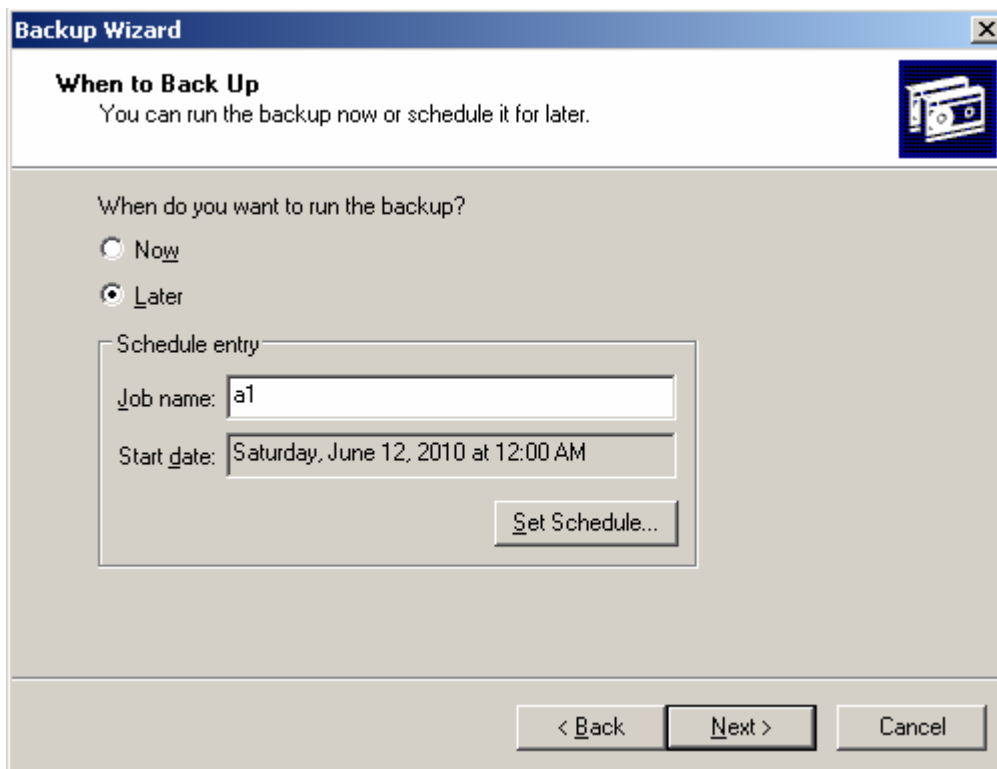 Backup Wizard
When to Back Up
You can run the backup now or schedule it for later.
When do you want to run the backup?
Now
Later
Schedule entry
Job name: a1
Start date: Saturday, June 12, 2010 at 12:00 AM
Set Schedule...
< Back Next > Cancel